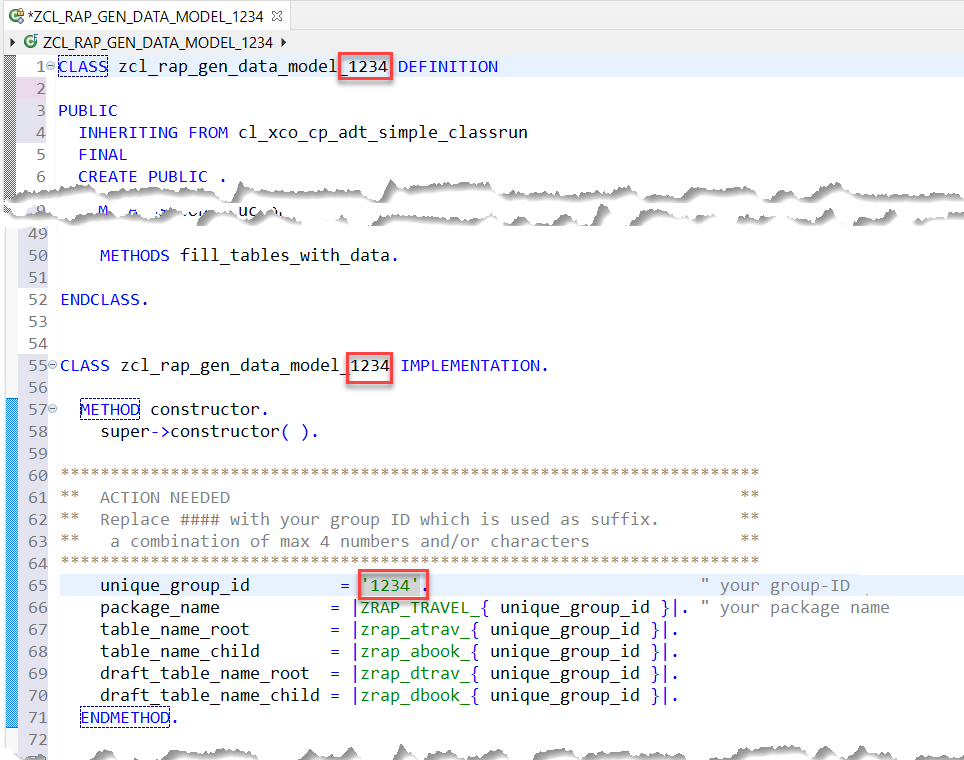 *ZCL_RAP_GEN_DATA_MODEL_1234
ZCL_RAP_GEN_DATA_MODEL_1234
1 CLASS zcl_rap_gen_data_model_1234 DEFINITION
2
3 PUBLIC
4 INHERITING FROM cl_xco_cp_adt_simple_classrun
5 FINAL
6 CREATE PUBLIC .
49
50 METHODS fill_tables_with_data.
51
52 ENDCLASS.
53
54
55 CLASS zcl_rap_gen_data_model_1234 IMPLEMENTATION.
56
57 METHOD constructor.
58 super->constructor( ).
59
60 **********************************************************************
61 ** ACTION NEEDED **
62 ** Replace #### with your group ID which is used as suffix. **
63 ** a combination of max 4 numbers and/or characters **
64 **********************************************************************
65 unique_group_id = '1234'. " your group-ID
66 package_name = |ZRAP_TRAVEL_{ unique_group_id }|. " your package name
67 table_name_root = |zrap_atrav_{ unique_group_id }|.
68 table_name_child = |zrap_abook_{ unique_group_id }|.
69 draft_table_name_root = |zrap_dtrav_{ unique_group_id }|.
70 draft_table_name_child = |zrap_dbook_{ unique_group_id }|.
71 ENDMETHOD.
72